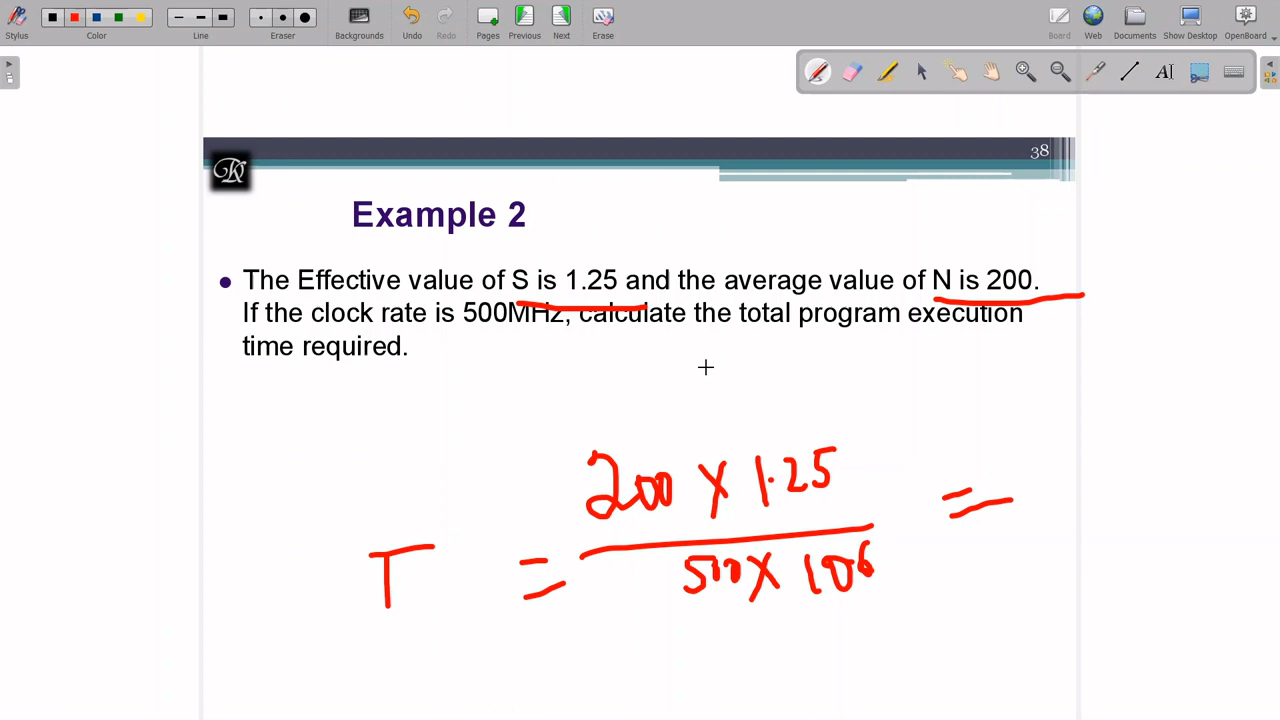 Stylus Color Line Eraser Backgrounds Undo Redo Pages Previous Next Erase Board Web Documents Show Desktop OpenBoard
38
Example 2
• The Effective value of S is 1.25 and the average value of N is 200.
If the clock rate is 500MHz, calculate the total program execution
time required.
200 X 1.25
T = =
500 X 10⁶